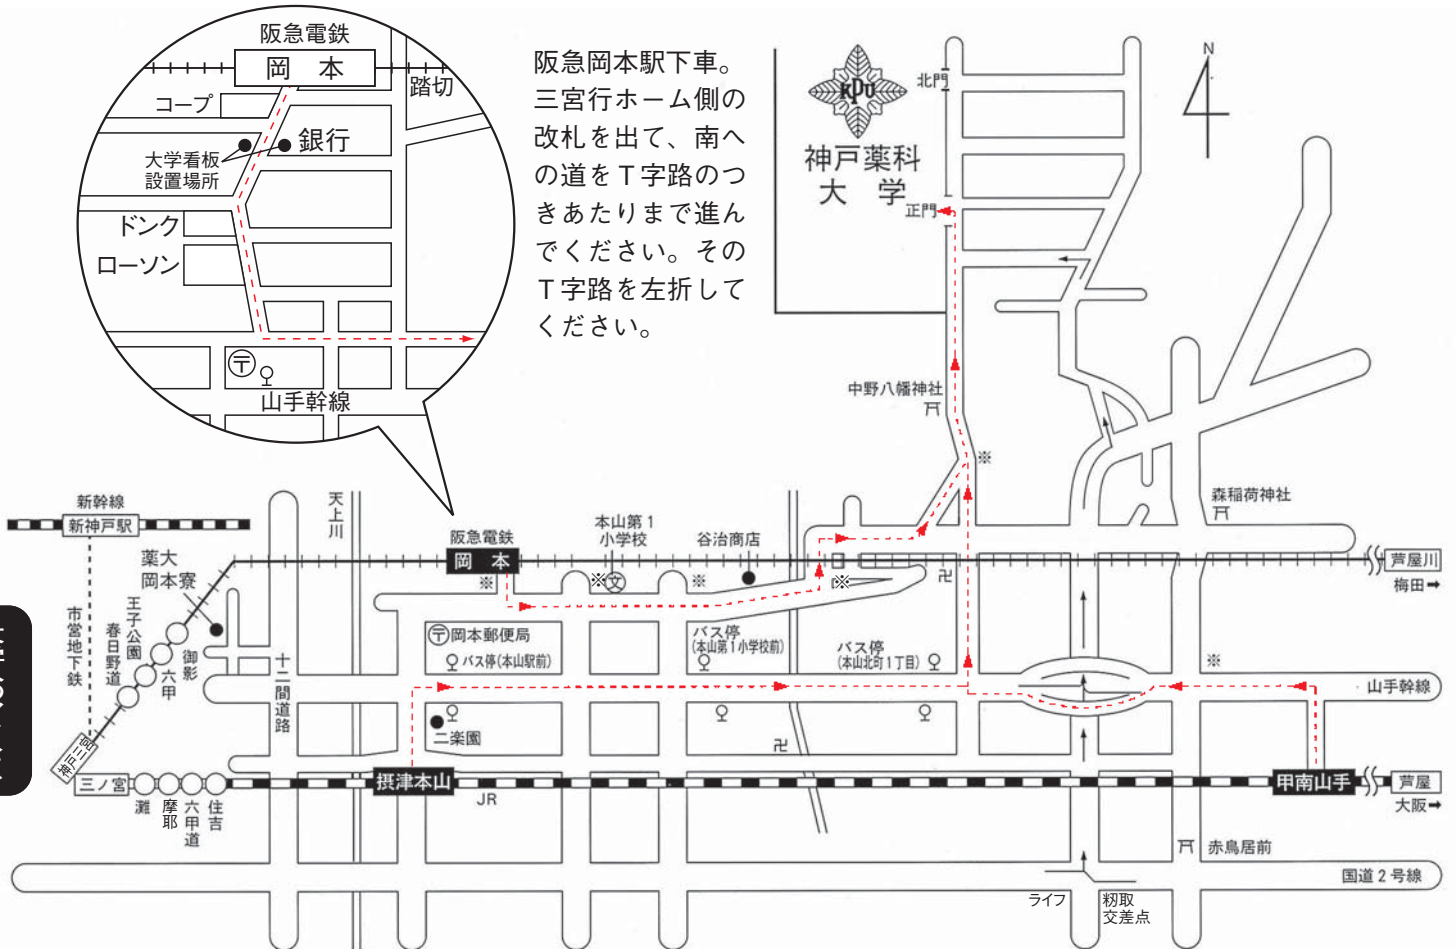 阪急電鉄
岡 本
踏切
コープ
銀行
大学看板
設置場所
ドンク
ローソン
〒
山手幹線
阪急岡本駅下車。
三宮行ホーム側の
改札を出て、南へ
の道をT字路のつ
きあたりまで進ん
でください。その
T字路を左折して
ください。
KPU
神戸薬科
大 学
北門
正門
N
中野八幡神社
※
森稲荷神社
新幹線
新神戸駅
市営地下鉄
薬大
岡本寮
王子公園
春日野道
六甲
御影
神戸三宮
三ノ宮
灘
摩耶
六甲道
住吉
十二間道路
天上川
阪急電鉄
岡 本
※
本山第1
小学校
※
文
※
谷治商店
※
卍
芦屋川
梅田➡
〒岡本郵便局
バス停(本山駅前)
バス停
(本山第1小学校前)
バス停
(本山北町1丁目)
※
山手幹線
二楽園
卍
摂津本山
JR
甲南山手
芦屋
大阪➡
赤鳥居前
国道2号線
ライフ
籾取
交差点